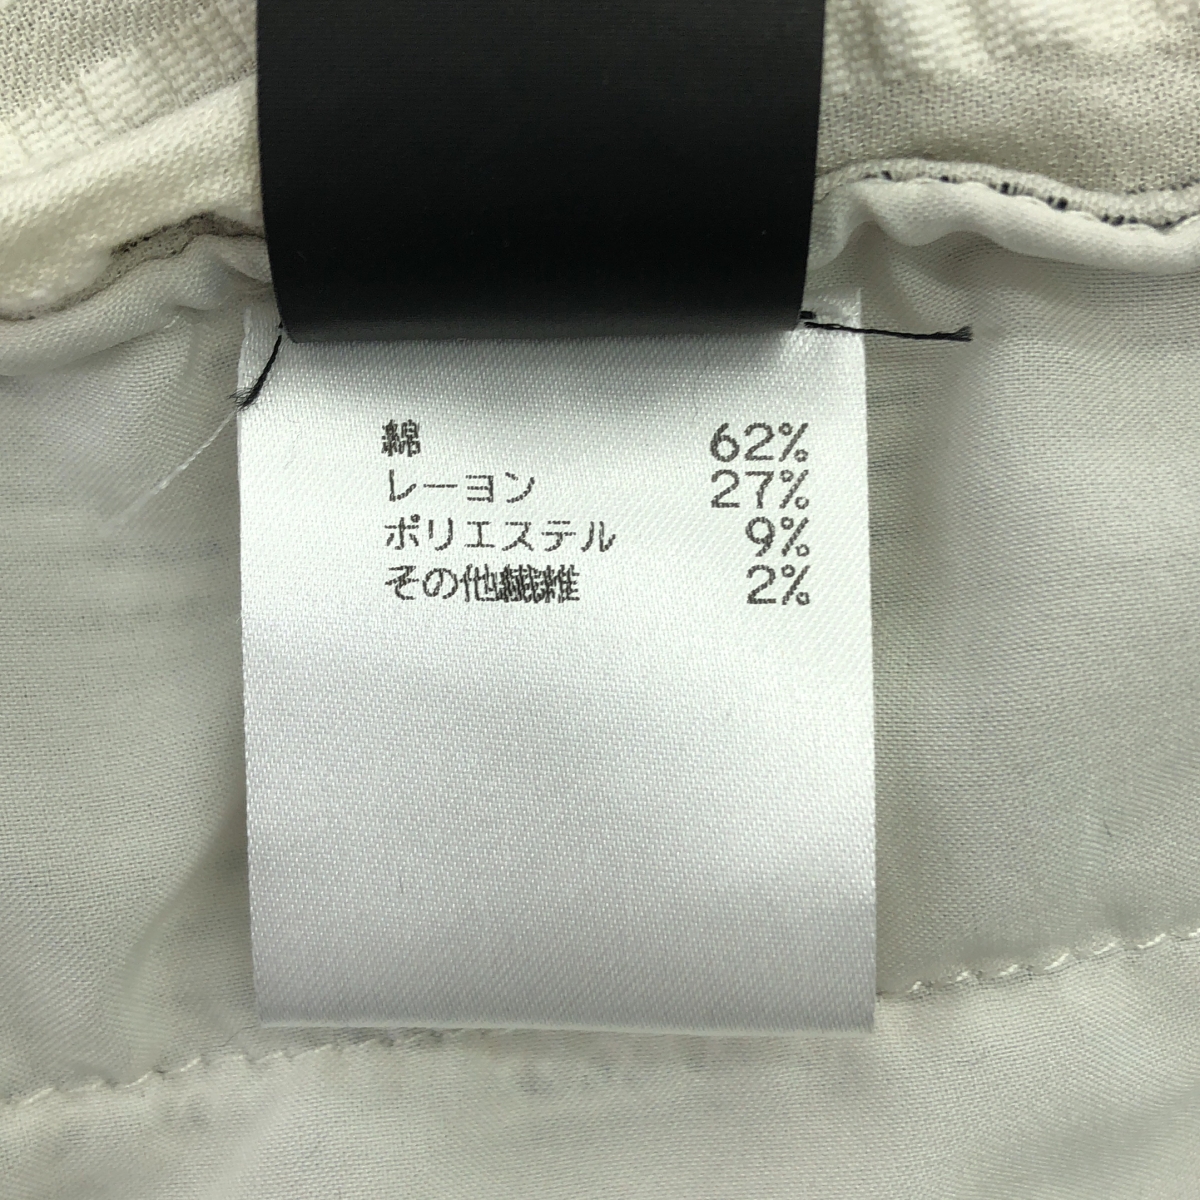 綿 62%
レーヨン 27%
ポリエステル 9%
その他繊維 2%